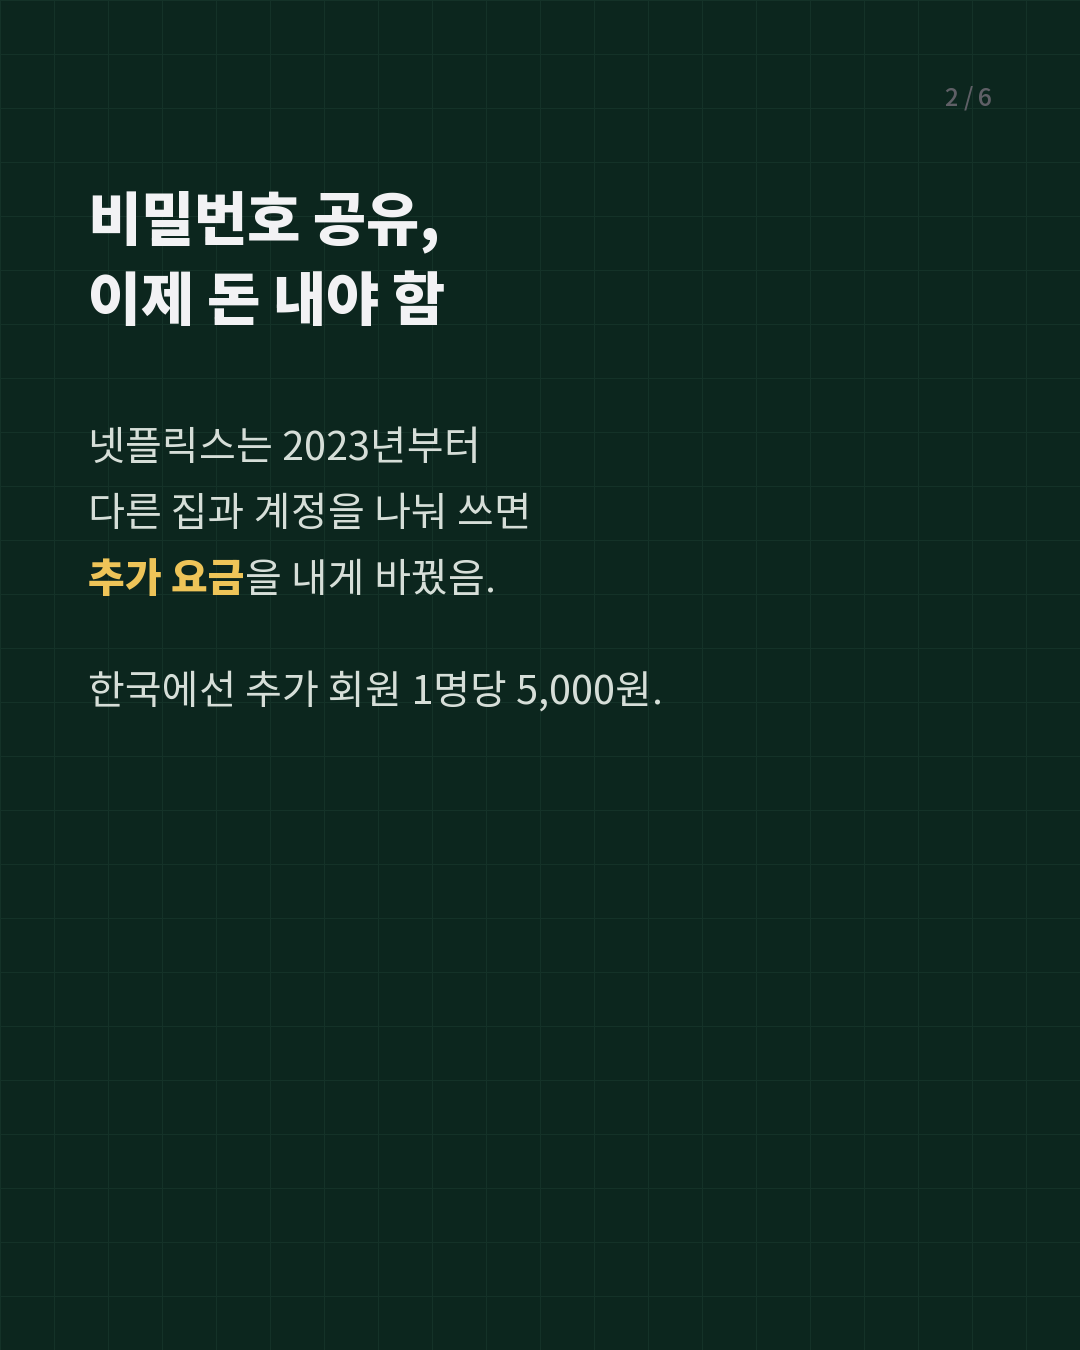 2 / 6
비밀번호 공유,
이제 돈 내야 함
넷플릭스는 2023년부터
다른 집과 계정을 나눠 쓰면
추가 요금을 내게 바꿨음.
한국에선 추가 회원 1명당 5,000원.